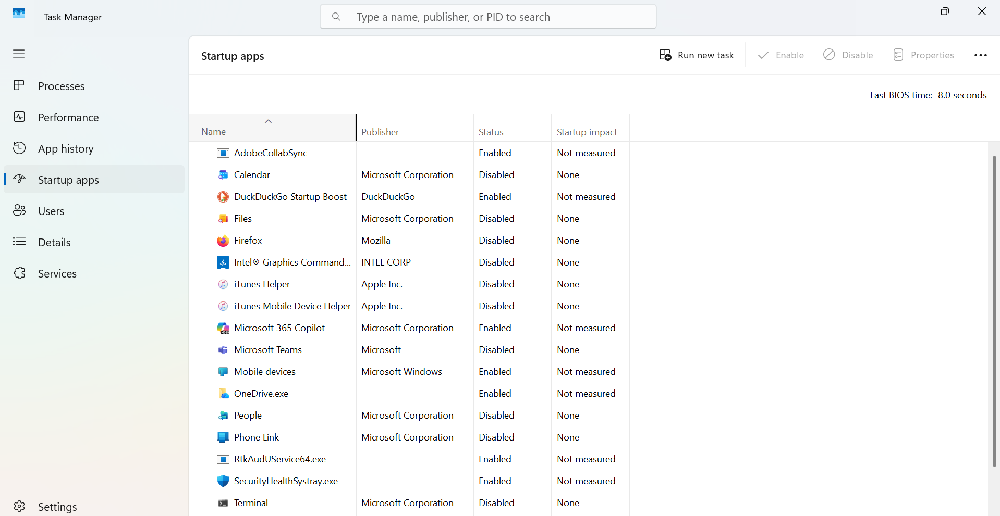 Task Manager
Type a name, publisher, or PID to search
Startup apps
Run new task
Enable
Disable
Properties
Processes
Performance
App history
Startup apps
Users
Details
Services
Settings
Last BIOS time: 8.0 seconds
Name Publisher Status Startup impact
AdobeCollabSync Enabled Not measured
Calendar Microsoft Corporation Disabled None
DuckDuckGo Startup Boost DuckDuckGo Enabled Not measured
Files Microsoft Corporation Disabled None
Firefox Mozilla Disabled None
Intel® Graphics Command... INTEL CORP Disabled None
iTunes Helper Apple Inc. Disabled None
iTunes Mobile Device Helper Apple Inc. Disabled None
M365 Microsoft 365 Copilot Microsoft Corporation Enabled Not measured
Microsoft Teams Microsoft Disabled None
Mobile devices Microsoft Windows Enabled Not measured
OneDrive.exe Enabled Not measured
People Microsoft Corporation Disabled None
Phone Link Microsoft Corporation Disabled None
RtkAudUService64.exe Enabled Not measured
SecurityHealthSystray.exe Enabled Not measured
Terminal Microsoft Corporation Disabled None